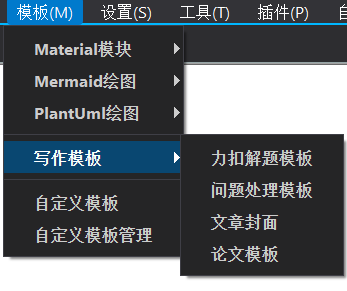 模板(M) 设置(S) 工具(T) 插件(P)
Material模块
Mermaid绘图
PlantUml绘图
写作模板
自定义模板
自定义模板管理
力扣解题模板
问题处理模板
文章封面
论文模板